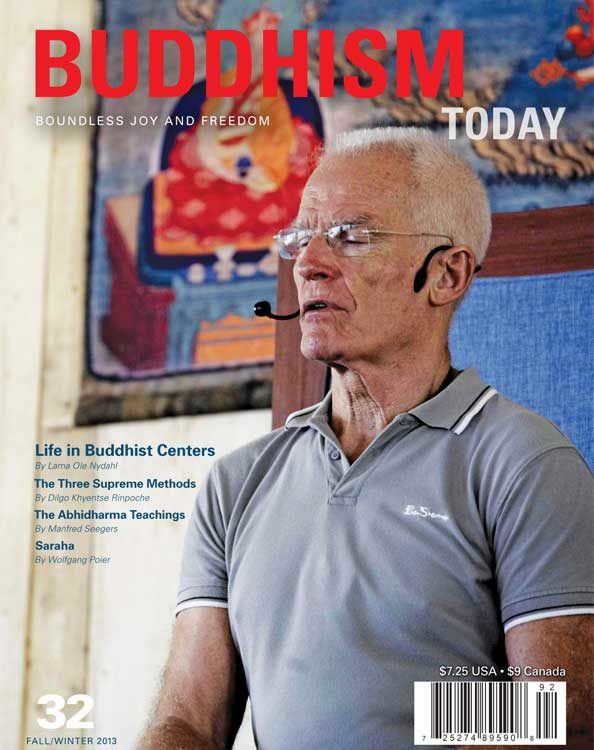 BUDDHISM
BOUNDLESS JOY AND FREEDOM
TODAY
Life in Buddhist Centers
By Lama Ole Nydahl
The Three Supreme Methods
By Dilgo Khyentse Rinpoche
The Abhidharma Teachings
By Manfred Seegers
Saraha
By Wolfgang Poier
Ben Sherman
$7.25 USA • $9 Canada
32
FALL/WINTER 2013
9 2
7 25274 89590 8